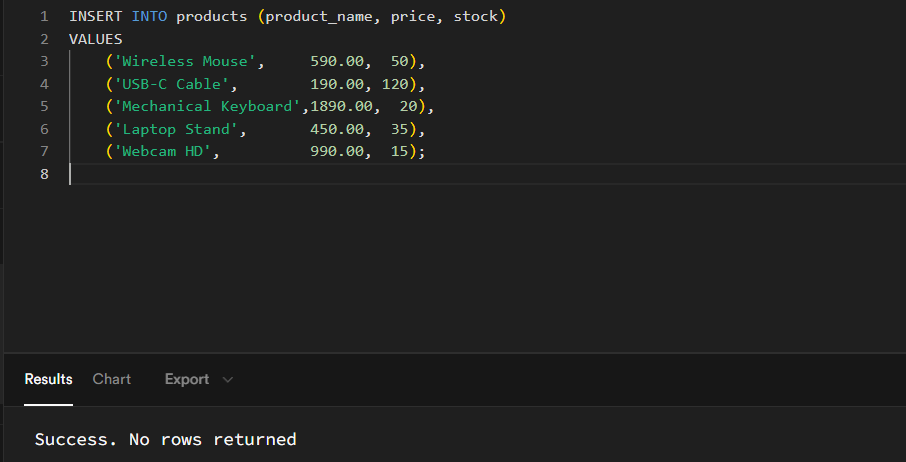 1 INSERT INTO products (product_name, price, stock)
2 VALUES
3     ('Wireless Mouse',     590.00,  50),
4     ('USB-C Cable',        190.00, 120),
5     ('Mechanical Keyboard',1890.00,  20),
6     ('Laptop Stand',       450.00,  35),
7     ('Webcam HD',          990.00,  15);
8
Results Chart Export
Success. No rows returned